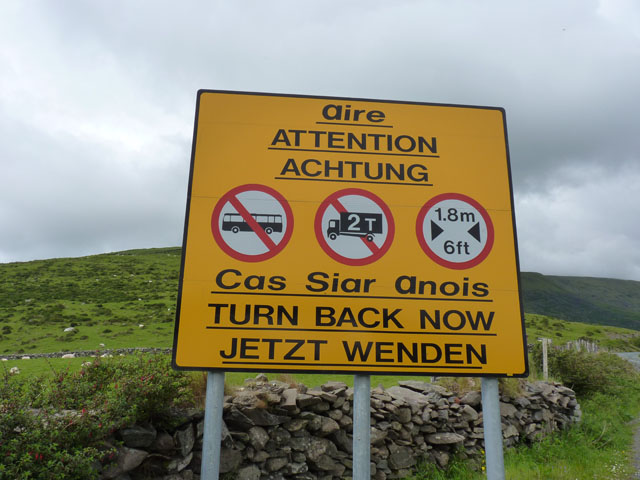 aire
ATTENTION
ACHTUNG
2T
1.8m
6ft
Cas Siar anois
TURN BACK NOW
JETZT WENDEN